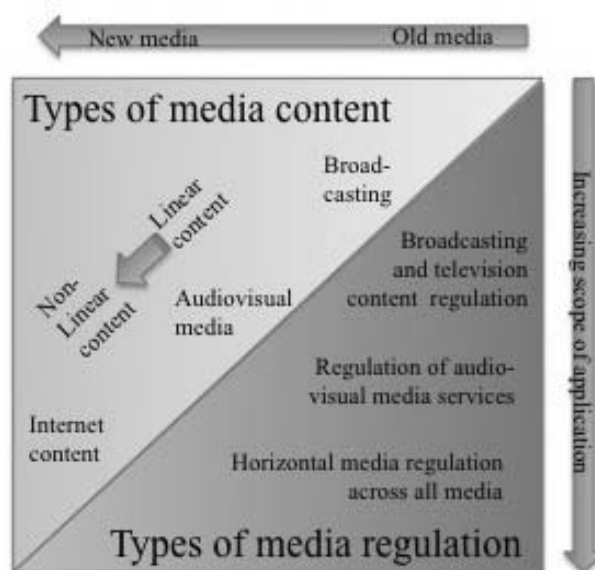 New media
Old media
Types of media content
Broad-
casting
Linear
content
Non-
Linear
content
Audiovisual
media
Internet
content
Broadcasting
and television
content regulation
Regulation of audio-
visual media services
Horizontal media regulation
across all media
Types of media regulation
Increasing scope of application